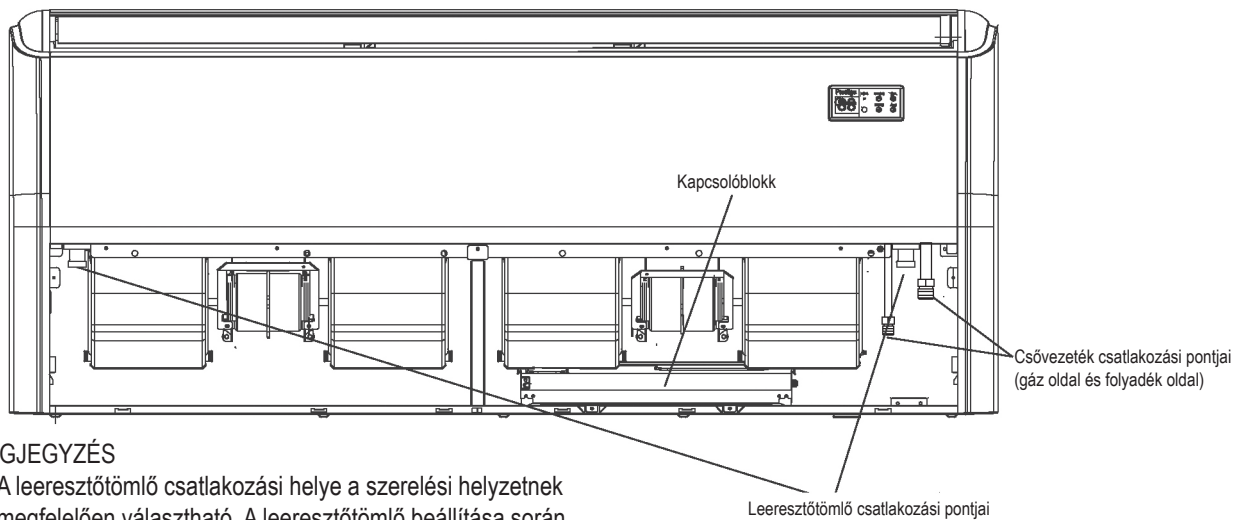 Kapcsolóblokk
Csővezeték csatlakozási pontjai
(gáz oldal és folyadék oldal)
GJEGYZÉS
A leeresztőtömlő csatlakozási helye a szerelési helyzetnek
megfelelően választható. A leeresztőtömlő beállítása során
Leeresztőtömlő csatlakozási pontjai